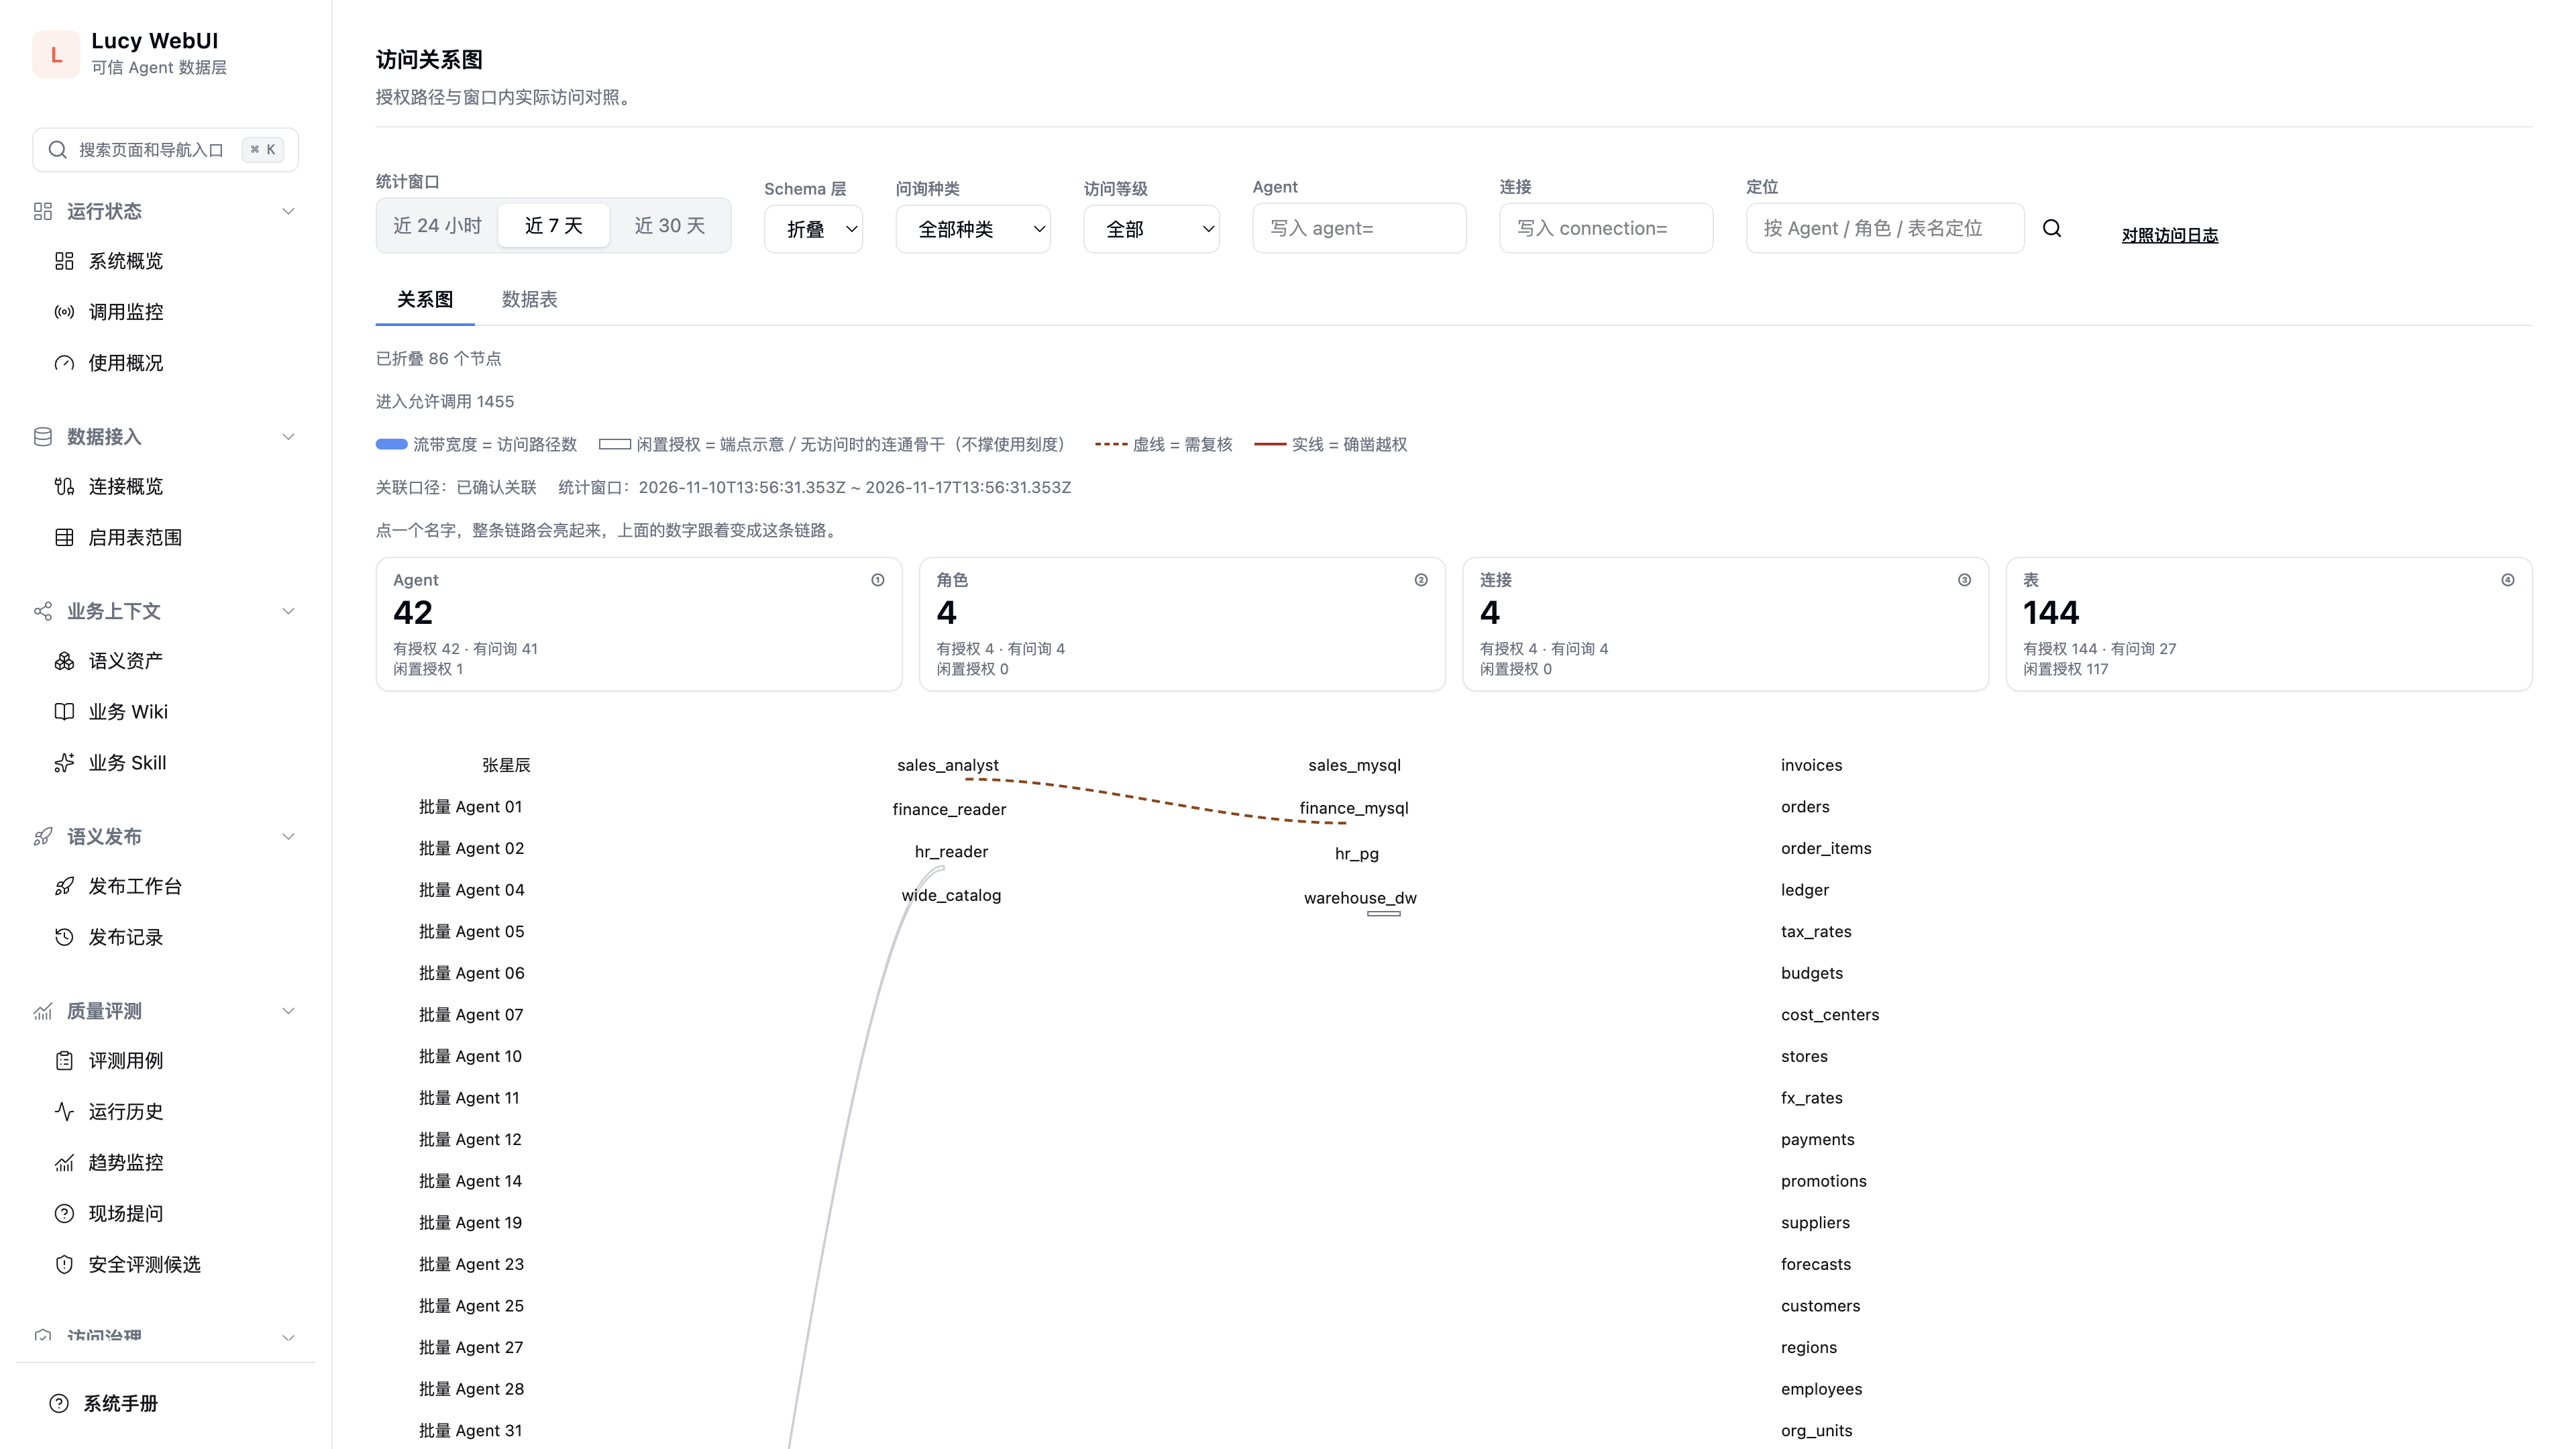 L
Lucy WebUI
可信 Agent 数据层
搜索页面和导航入口 ⌘ K
运行状态
系统概览
调用监控
使用概况
数据接入
连接概览
启用表范围
业务上下文
语义资产
业务 Wiki
业务 Skill
语义发布
发布工作台
发布记录
质量评测
评测用例
运行历史
趋势监控
现场提问
安全评测候选
访问治理
系统手册
访问关系图
授权路径与窗口内实际访问对照。
统计窗口
近 24 小时 近 7 天 近 30 天
Schema 层
折叠
问询种类
全部种类
访问等级
全部
Agent
写入 agent=
连接
写入 connection=
定位
按 Agent / 角色 / 表名定位
对照访问日志
关系图 数据表
已折叠 86 个节点
进入允许调用 1455
流带宽度 = 访问路径数 闲置授权 = 端点示意 / 无访问时的连通骨干（不撑使用刻度） 虚线 = 需复核 实线 = 确凿越权
关联口径：已确认关联 统计窗口：2026-11-10T13:56:31.353Z ~ 2026-11-17T13:56:31.353Z
点一个名字，整条链路会亮起来，上面的数字跟着变成这条链路。
Agent ①
42
有授权 42 · 有问询 41
闲置授权 1
角色 ②
4
有授权 4 · 有问询 4
闲置授权 0
连接 ③
4
有授权 4 · 有问询 4
闲置授权 0
表 ④
144
有授权 144 · 有问询 27
闲置授权 117
张星辰
批量 Agent 01
批量 Agent 02
批量 Agent 04
批量 Agent 05
批量 Agent 06
批量 Agent 07
批量 Agent 10
批量 Agent 11
批量 Agent 12
批量 Agent 14
批量 Agent 19
批量 Agent 23
批量 Agent 25
批量 Agent 27
批量 Agent 28
批量 Agent 31
sales_analyst
finance_reader
hr_reader
wide_catalog
sales_mysql
finance_mysql
hr_pg
warehouse_dw
invoices
orders
order_items
ledger
tax_rates
budgets
cost_centers
stores
fx_rates
payments
promotions
suppliers
forecasts
customers
regions
employees
org_units